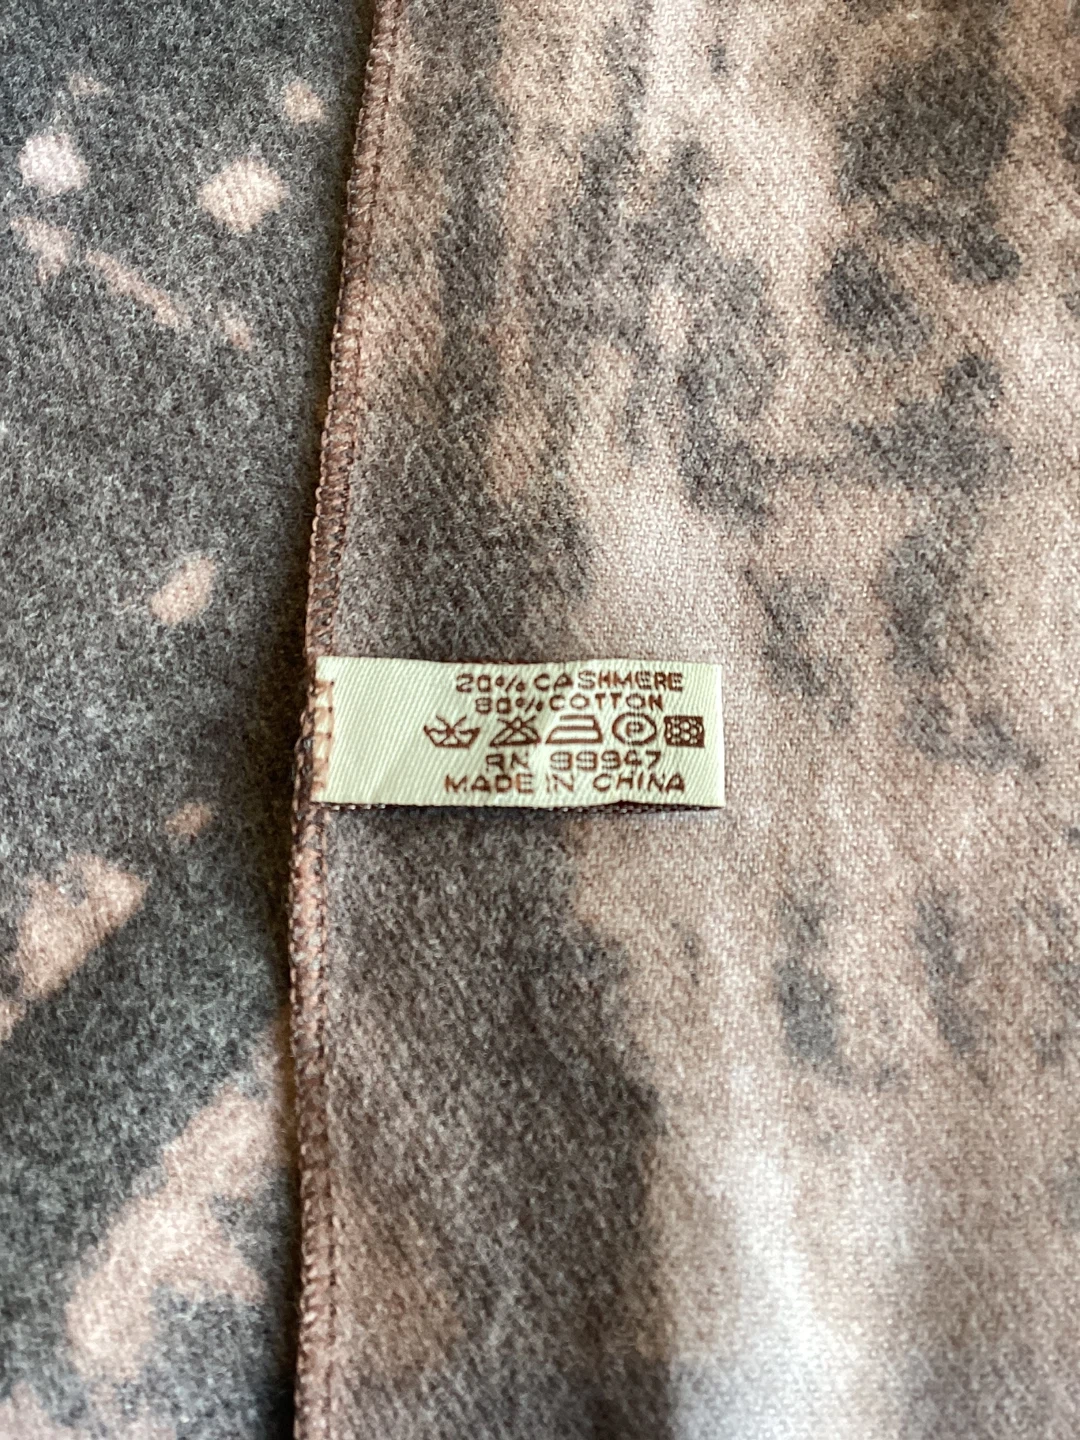 20% CASHMERE
80% COTTON
RN 99947
MADE IN CHINA